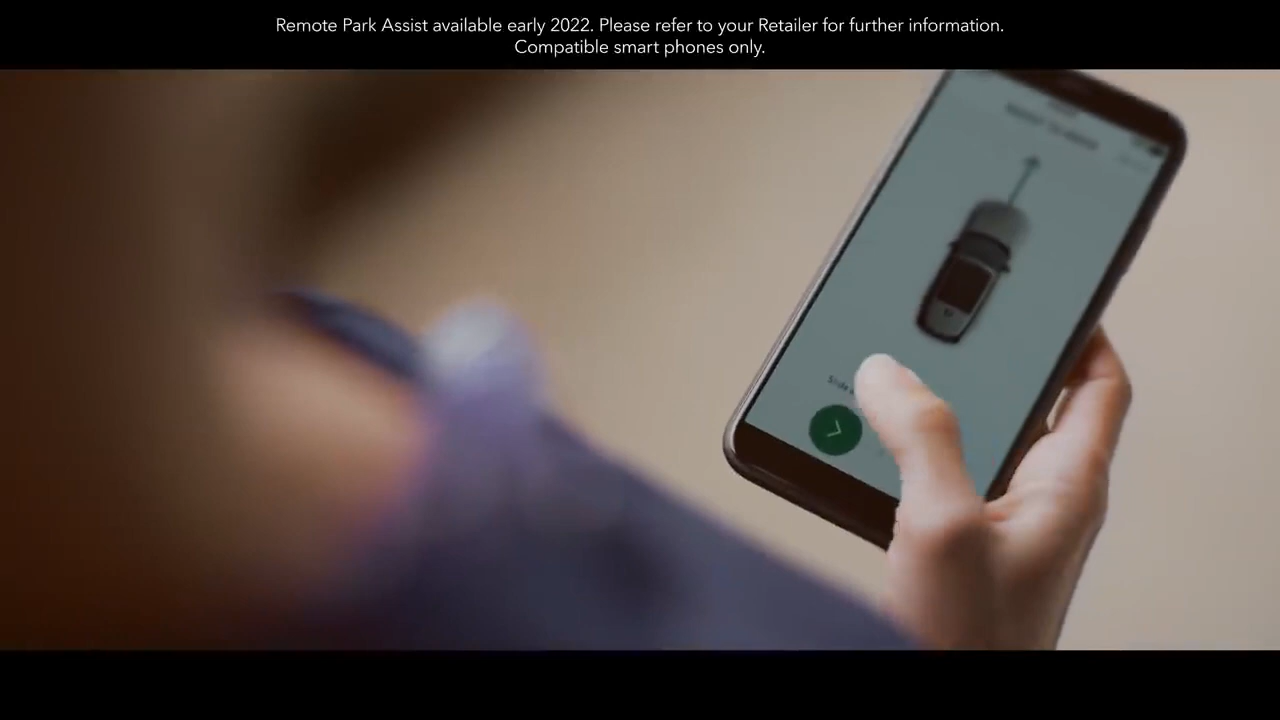 Remote Park Assist available early 2022. Please refer to your Retailer for further information.
Compatible smart phones only.